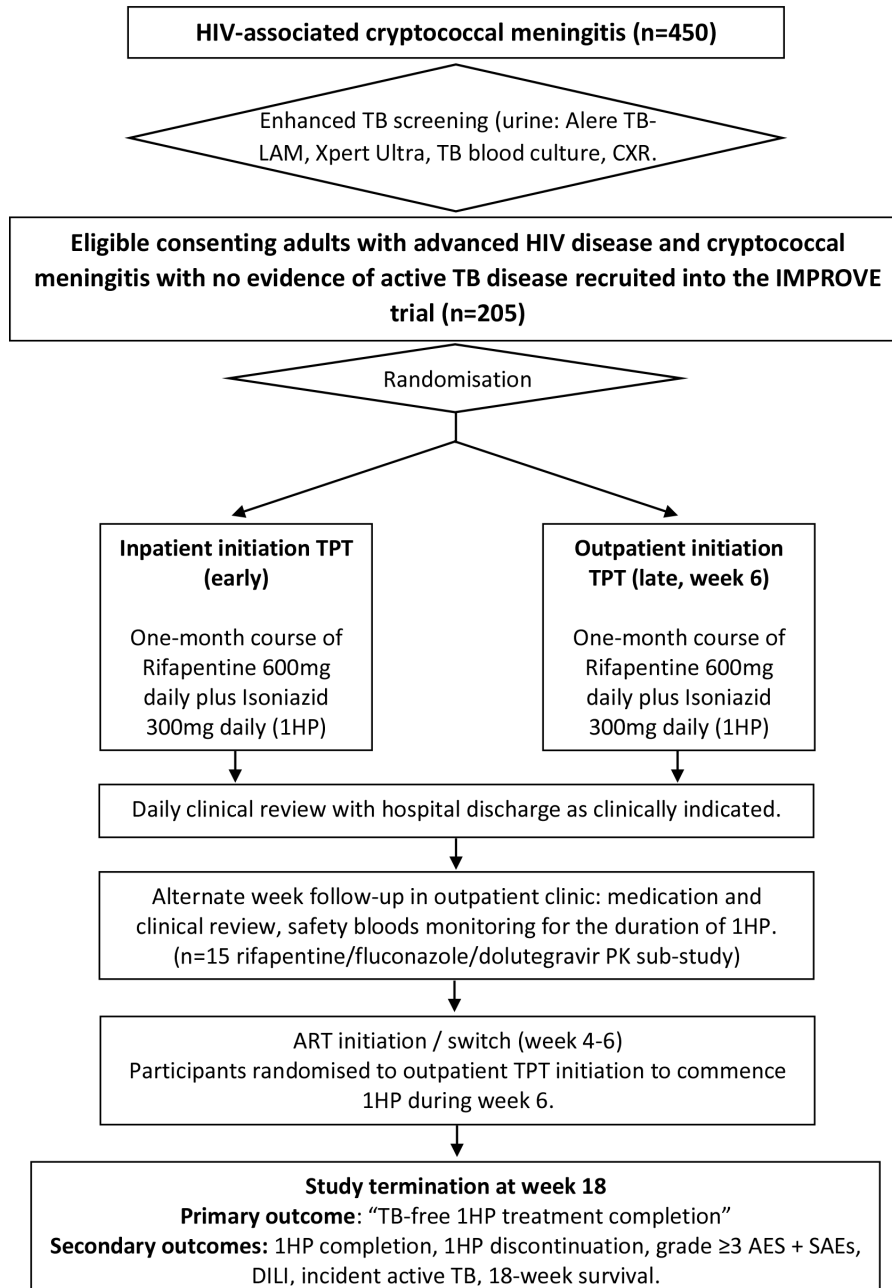 HIV-associated cryptococcal meningitis (n=450)
Enhanced TB screening (urine: Alere TB-
LAM, Xpert Ultra, TB blood culture, CXR.
Eligible consenting adults with advanced HIV disease and cryptococcal
meningitis with no evidence of active TB disease recruited into the IMPROVE
trial (n=205)
Randomisation
Inpatient initiation TPT
(early)
One-month course of
Rifapentine 600mg
daily plus Isoniazid
300mg daily (1HP)
Outpatient initiation
TPT (late, week 6)
One-month course of
Rifapentine 600mg
daily plus Isoniazid
300mg daily (1HP)
Daily clinical review with hospital discharge as clinically indicated.
Alternate week follow-up in outpatient clinic: medication and
clinical review, safety bloods monitoring for the duration of 1HP.
(n=15 rifapentine/fluconazole/dolutegravir PK sub-study)
ART initiation / switch (week 4-6)
Participants randomised to outpatient TPT initiation to commence
1HP during week 6.
Study termination at week 18
Primary outcome: “TB-free 1HP treatment completion”
Secondary outcomes: 1HP completion, 1HP discontinuation, grade ≥3 AES + SAEs,
DILI, incident active TB, 18-week survival.